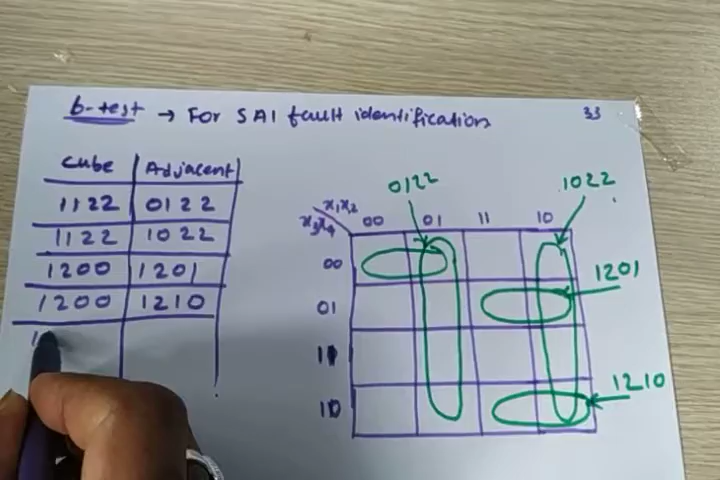 b-test → For SA1 fault identification 33
Cube Adjacent
1122 0122
1122 1022
1200 1201
1200 1210
1
0122
1022
x1x2
x3x4
00 01 11 10
00
01
11
10
1201
1210